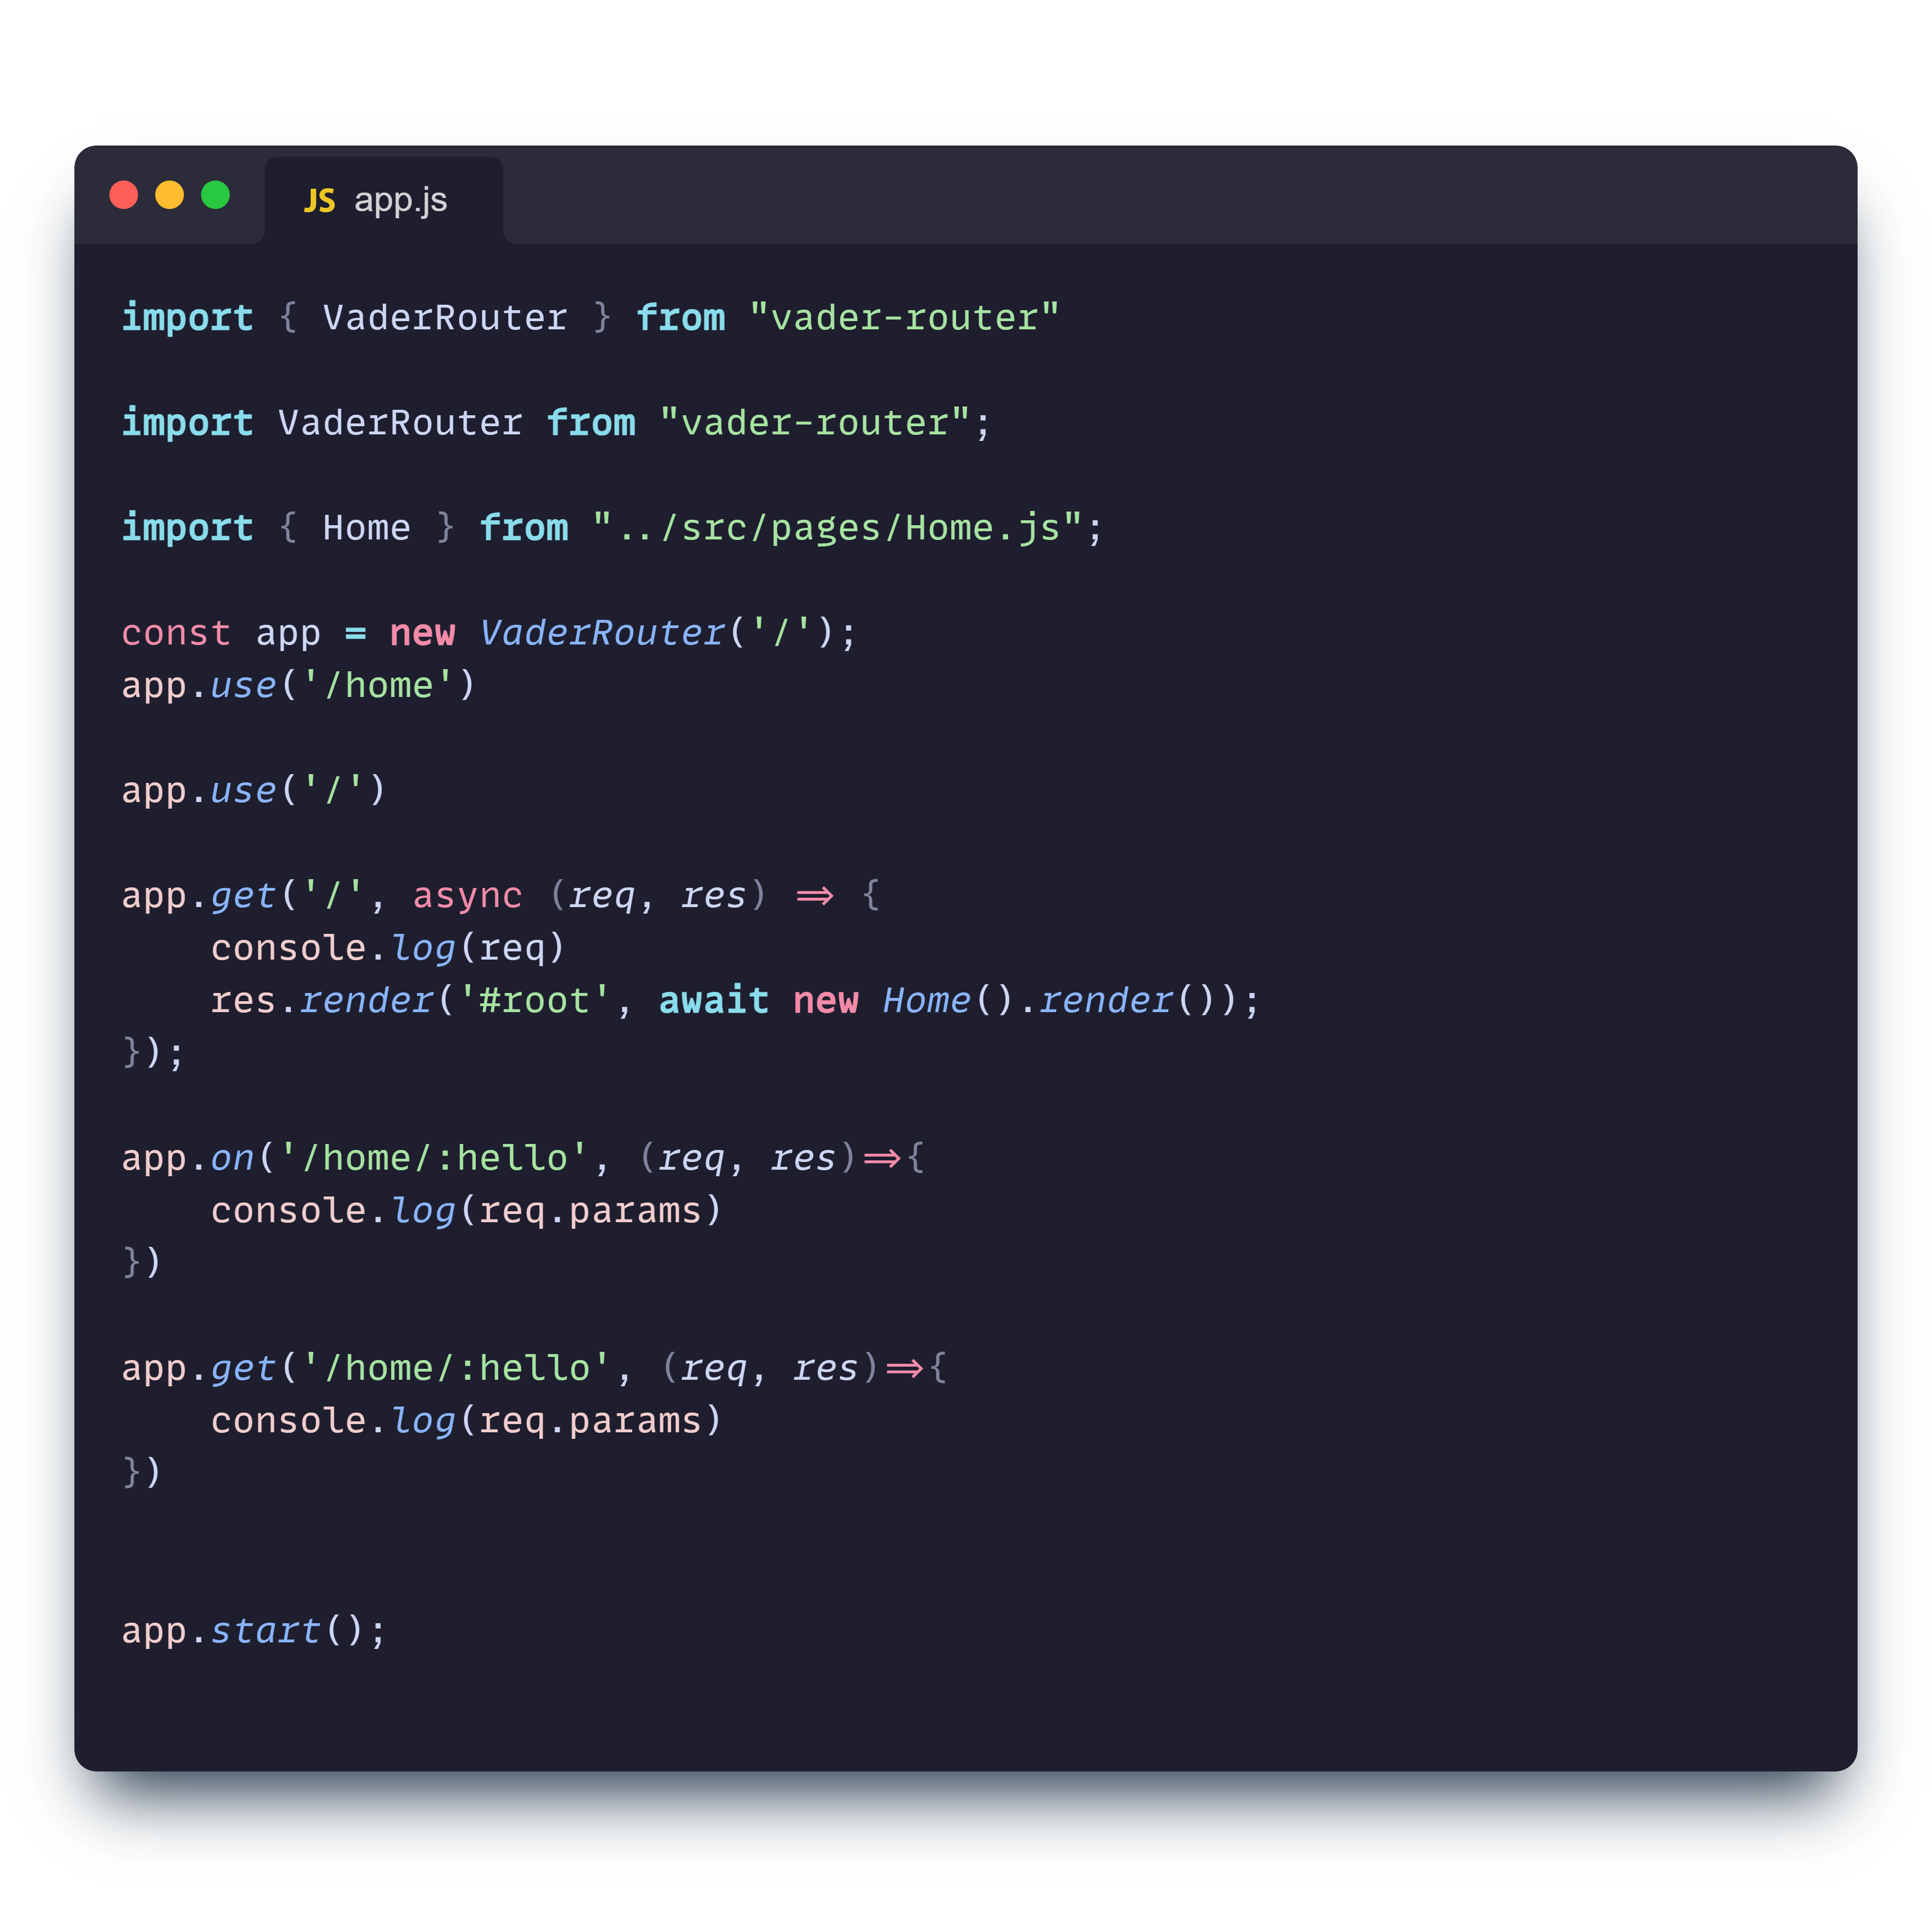 JS app.js
import { VaderRouter } from "vader-router"
import VaderRouter from "vader-router";
import { Home } from "../src/pages/Home.js";
const app = new VaderRouter('/');
app.use('/home')
app.use('/')
app.get('/', async (req, res) => {
    console.log(req)
    res.render('#root', await new Home().render());
});
app.on('/home/:hello', (req, res)=>{
    console.log(req.params)
})
app.get('/home/:hello', (req, res)=>{
    console.log(req.params)
})
app.start();